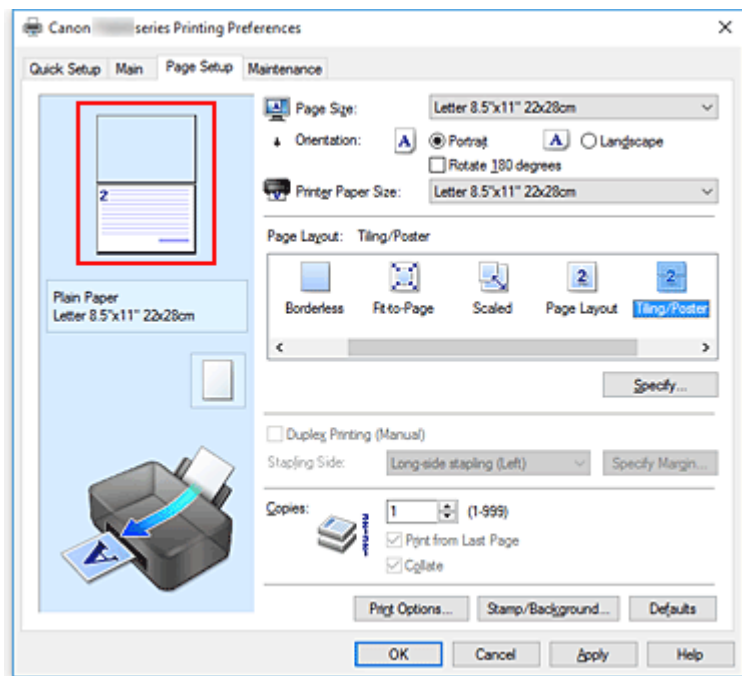 Canon series Printing Preferences
Quick Setup Main Page Setup Maintenance
2
Plain Paper
Letter 8.5"x11" 22x28cm
A
Page Size: Letter 8.5"x11" 22x28cm
Orientation: A Portrait A Landscape
Rotate 180 degrees
Printer Paper Size: Letter 8.5"x11" 22x28cm
Page Layout: Tiling/Poster
2 2
Borderless Fit-to-Page Scaled Page Layout Tiling/Poster
Specify...
Duplex Printing (Manual)
Stapling Side: Long-side stapling (Left) Specify Margin...
Copies: 1 (1-999)
Print from Last Page
Collate
Print Options... Stamp/Background... Defaults
OK Cancel Apply Help